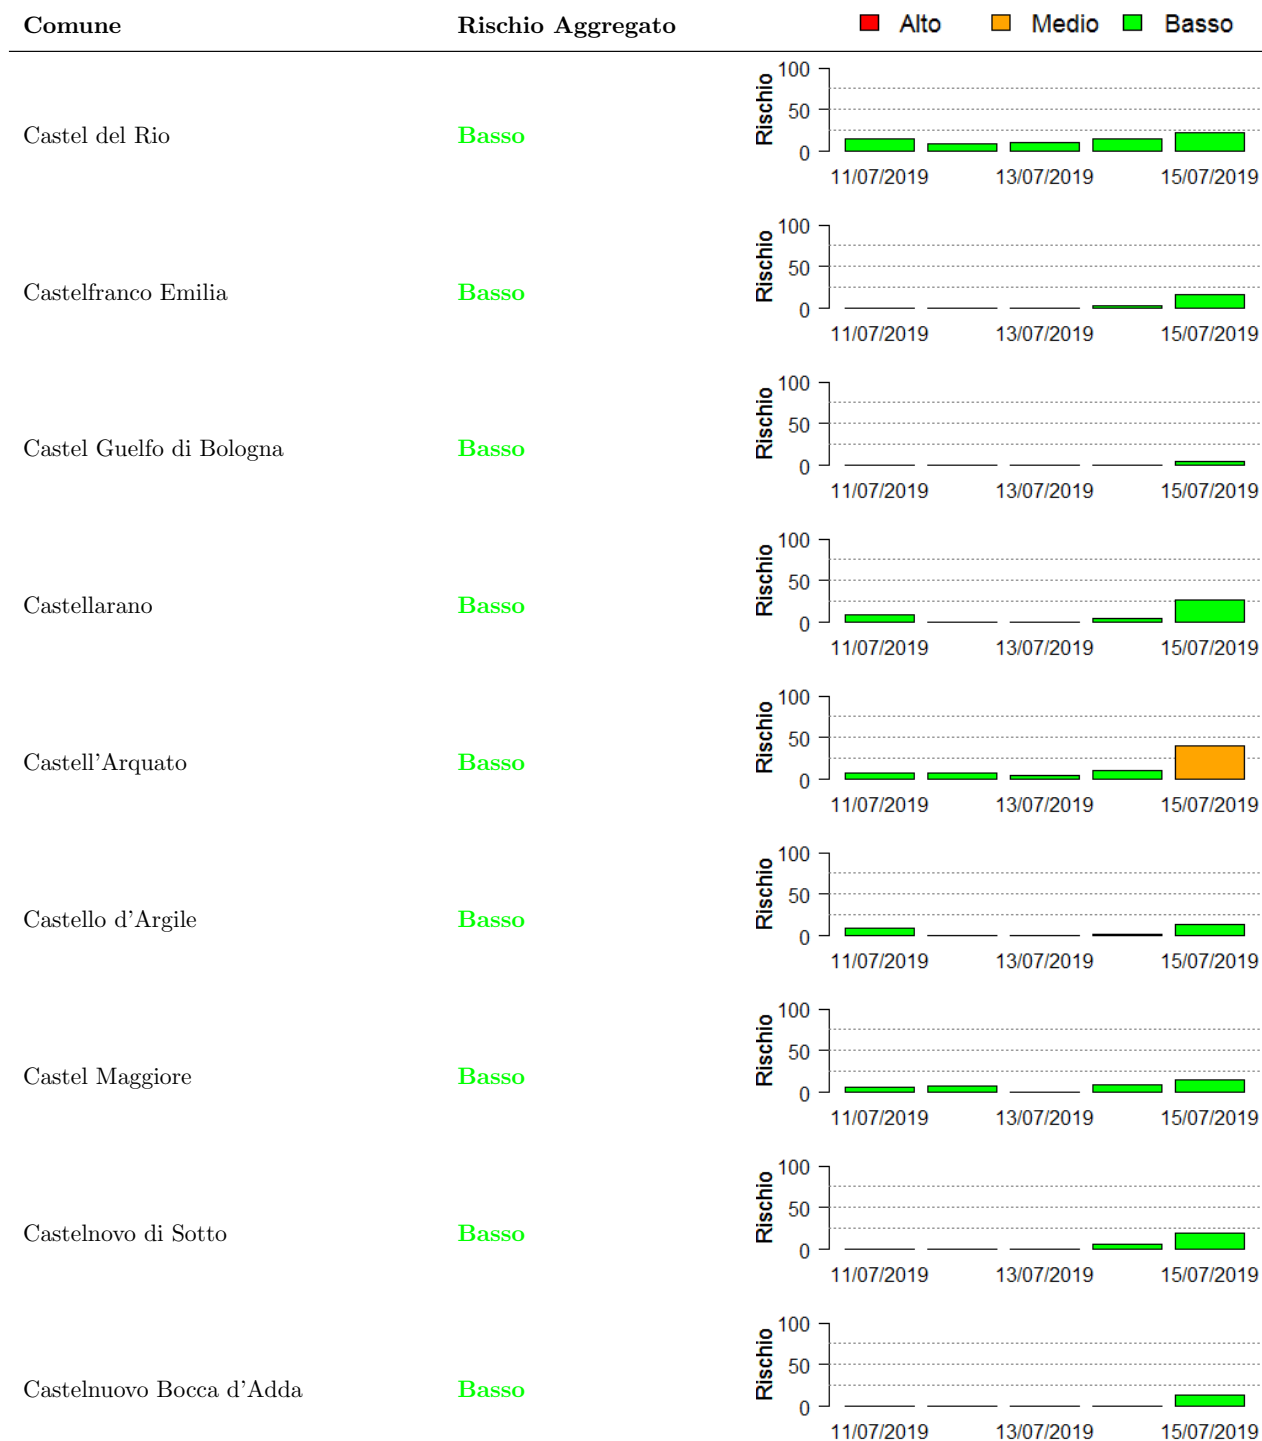 Comune Rischio Aggregato Alto Medio Basso
Castel del Rio Basso Rischio 100 50 0
11/07/2019 13/07/2019 15/07/2019
Castelfranco Emilia Basso Rischio 100 50 0
11/07/2019 13/07/2019 15/07/2019
Castel Guelfo di Bologna Basso Rischio 100 50 0
11/07/2019 13/07/2019 15/07/2019
Castellarano Basso Rischio 100 50 0
11/07/2019 13/07/2019 15/07/2019
Castell'Arquato Basso Rischio 100 50 0
11/07/2019 13/07/2019 15/07/2019
Castello d'Argile Basso Rischio 100 50 0
11/07/2019 13/07/2019 15/07/2019
Castel Maggiore Basso Rischio 100 50 0
11/07/2019 13/07/2019 15/07/2019
Castelnovo di Sotto Basso Rischio 100 50 0
11/07/2019 13/07/2019 15/07/2019
Castelnuovo Bocca d'Adda Basso Rischio 100 50 0
11/07/2019 13/07/2019 15/07/2019